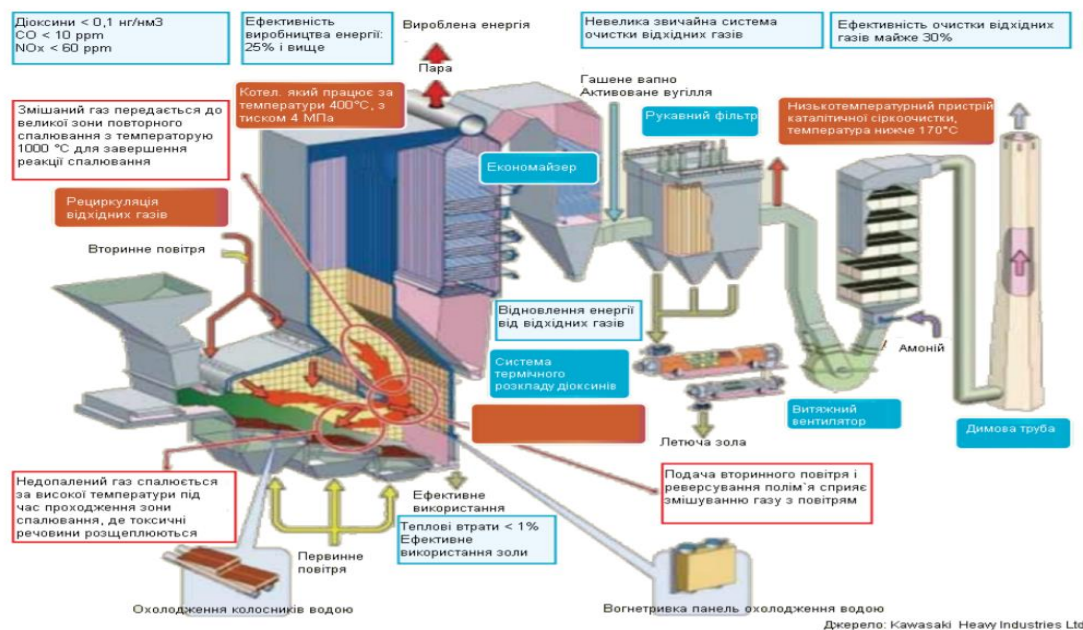 Діоксини < 0,1 нг/нм3
CO < 10 ppm
NOx < 60 ppm
Ефективність
виробництва енергії:
25% і вище
Вироблена енергія
Пара
Невелика звичайна система
очистки відхідних газів
Ефективність очистки відхідних
газів майже 30%
Змішаний газ передається до
великої зони повторного
спалювання з температорую
1000 °C для завершення
реакції спалювання
Котел. який працює за
температури 400°C, з
тиском 4 МПа
Гашене вапно
Активоване вугілля
Рукавний фільтр
Низькотемпературний пристрій
каталітичної сіркоочистки,
температура нижче 170°C
Економайзер
Рециркуляція
відхідних газів
Вторинне повітря
Відновлення енергії
від відхідних газів
Система
термічного
розкладу діоксинів
Амоній
Витяжний
вентилятор
Димова труба
Летюча зола
Недопалений газ спалюється
за високої температури під
час проходження зони
спалювання, де токсичні
речовини розщеплюються
Ефективне
використання
Теплові втрати < 1%
Ефективне
використання золи
Подача вторинного повітря і
реверсування полім`я сприяє
змішуванню газу з повітрям
Первинне
повітря
Охолодження колосників водою
Вогнетривка панель охолодження водою
Джерело: Kawasaki Heavy Industries Ltd